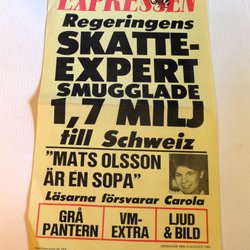 EXPRESSEN
Regeringens
SKATTE-
EXPERT
SMUGGLADE
1,7 MILJ
till Schweiz
"MATS OLSSON
ÄR EN SOPA"
Läsarna försvarar Carola
GRÅ
PANTERN
VM-
EXTRA
LJUD
& BILD